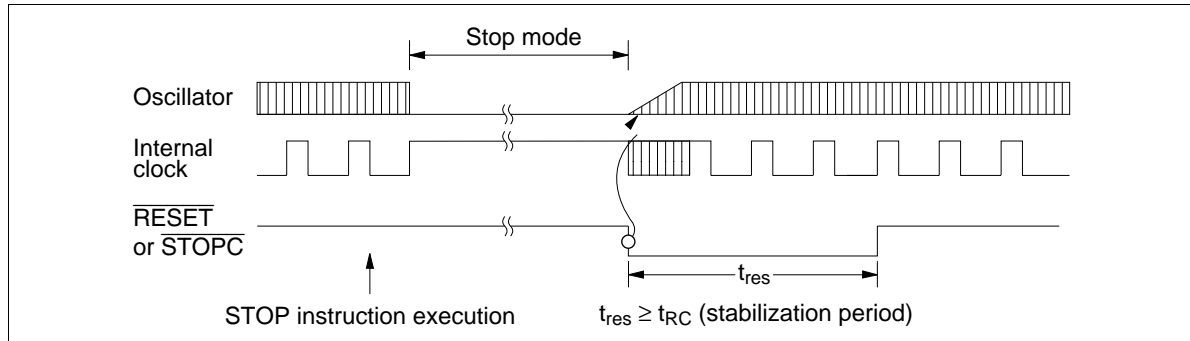 Stop mode
Oscillator
Internal
clock
RESET
or STOPC
tres
STOP instruction execution
tres ≥ tRC (stabilization period)